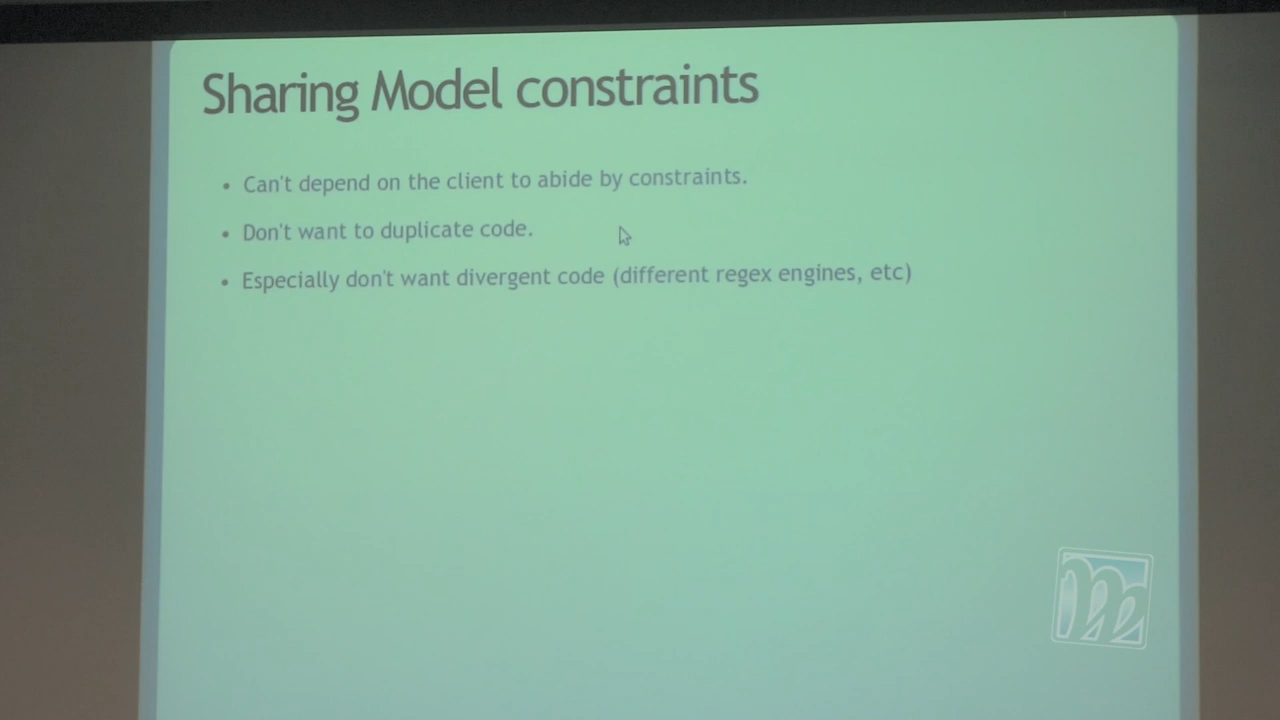 Sharing Model constraints
• Can't depend on the client to abide by constraints.
• Don't want to duplicate code.
• Especially don't want divergent code (different regex engines, etc)